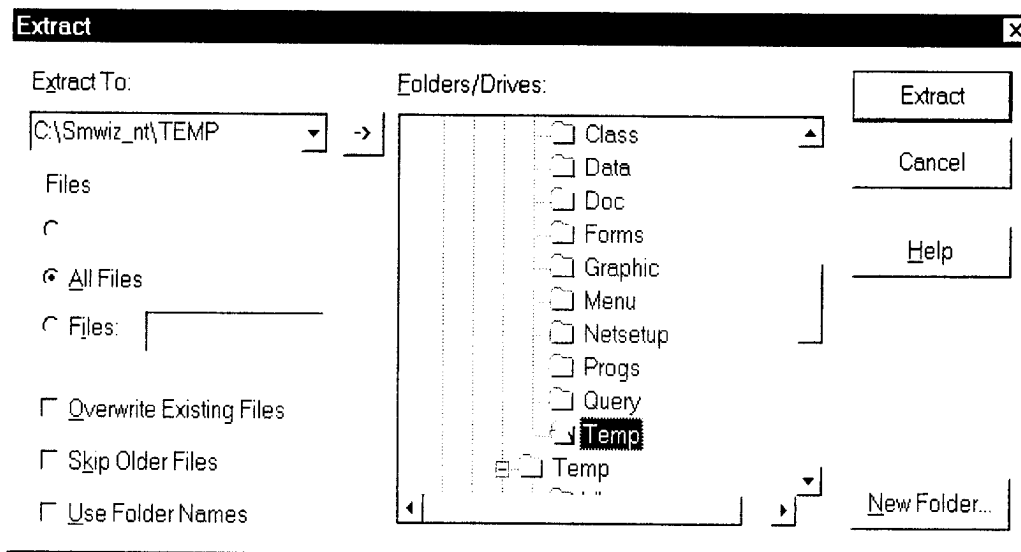 Extract
Extract To:
C:\Smwiz_nt\TEMP
->
Files
All Files
Files:
Overwrite Existing Files
Skip Older Files
Use Folder Names
Folders/Drives:
Class
Data
Doc
Forms
Graphic
Menu
Netsetup
Progs
Query
Temp
Temp
Extract
Cancel
Help
New Folder...